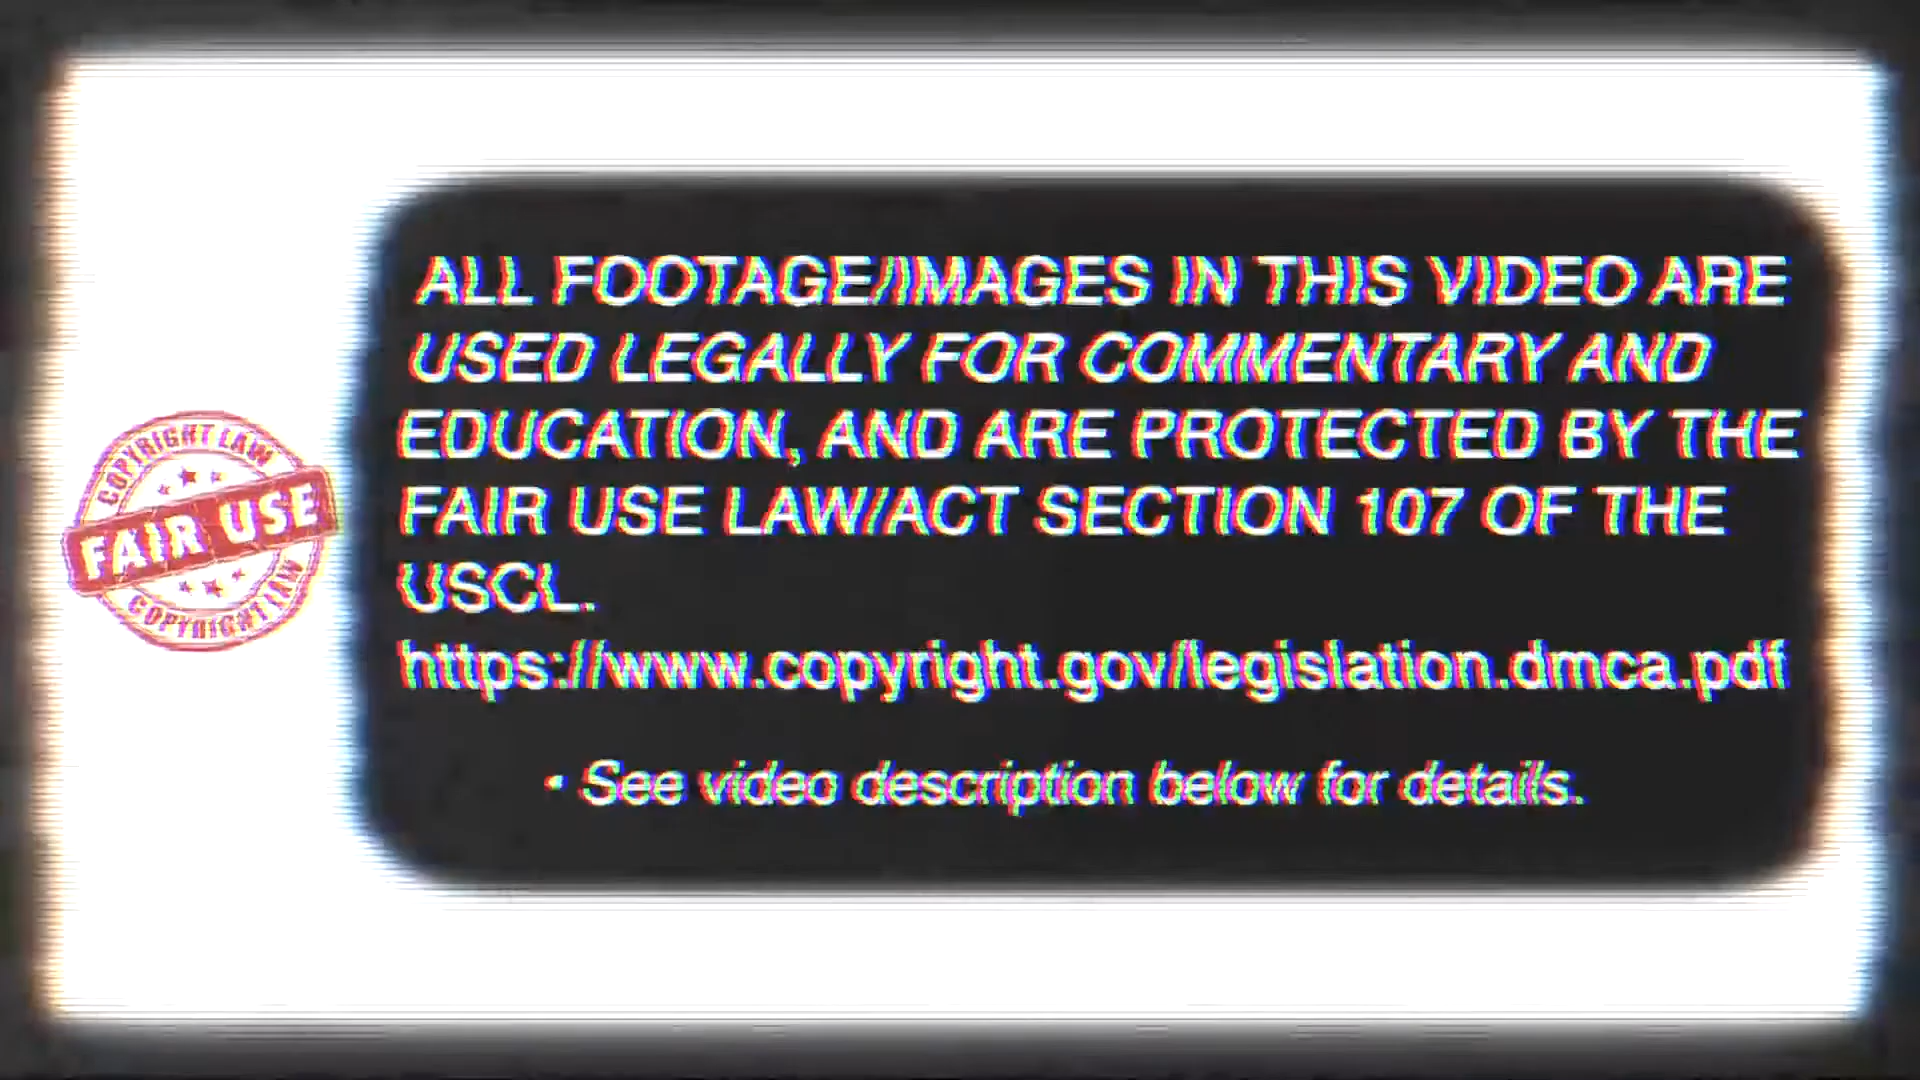 COPYRIGHT LAW
FAIR USE
COPYRIGHT LAW
ALL FOOTAGE/IMAGES IN THIS VIDEO ARE
USED LEGALLY FOR COMMENTARY AND
EDUCATION, AND ARE PROTECTED BY THE
FAIR USE LAW/ACT SECTION 107 OF THE
USCL.
https://www.copyright.gov/legislation.dmca.pdf
• See video description below for details.